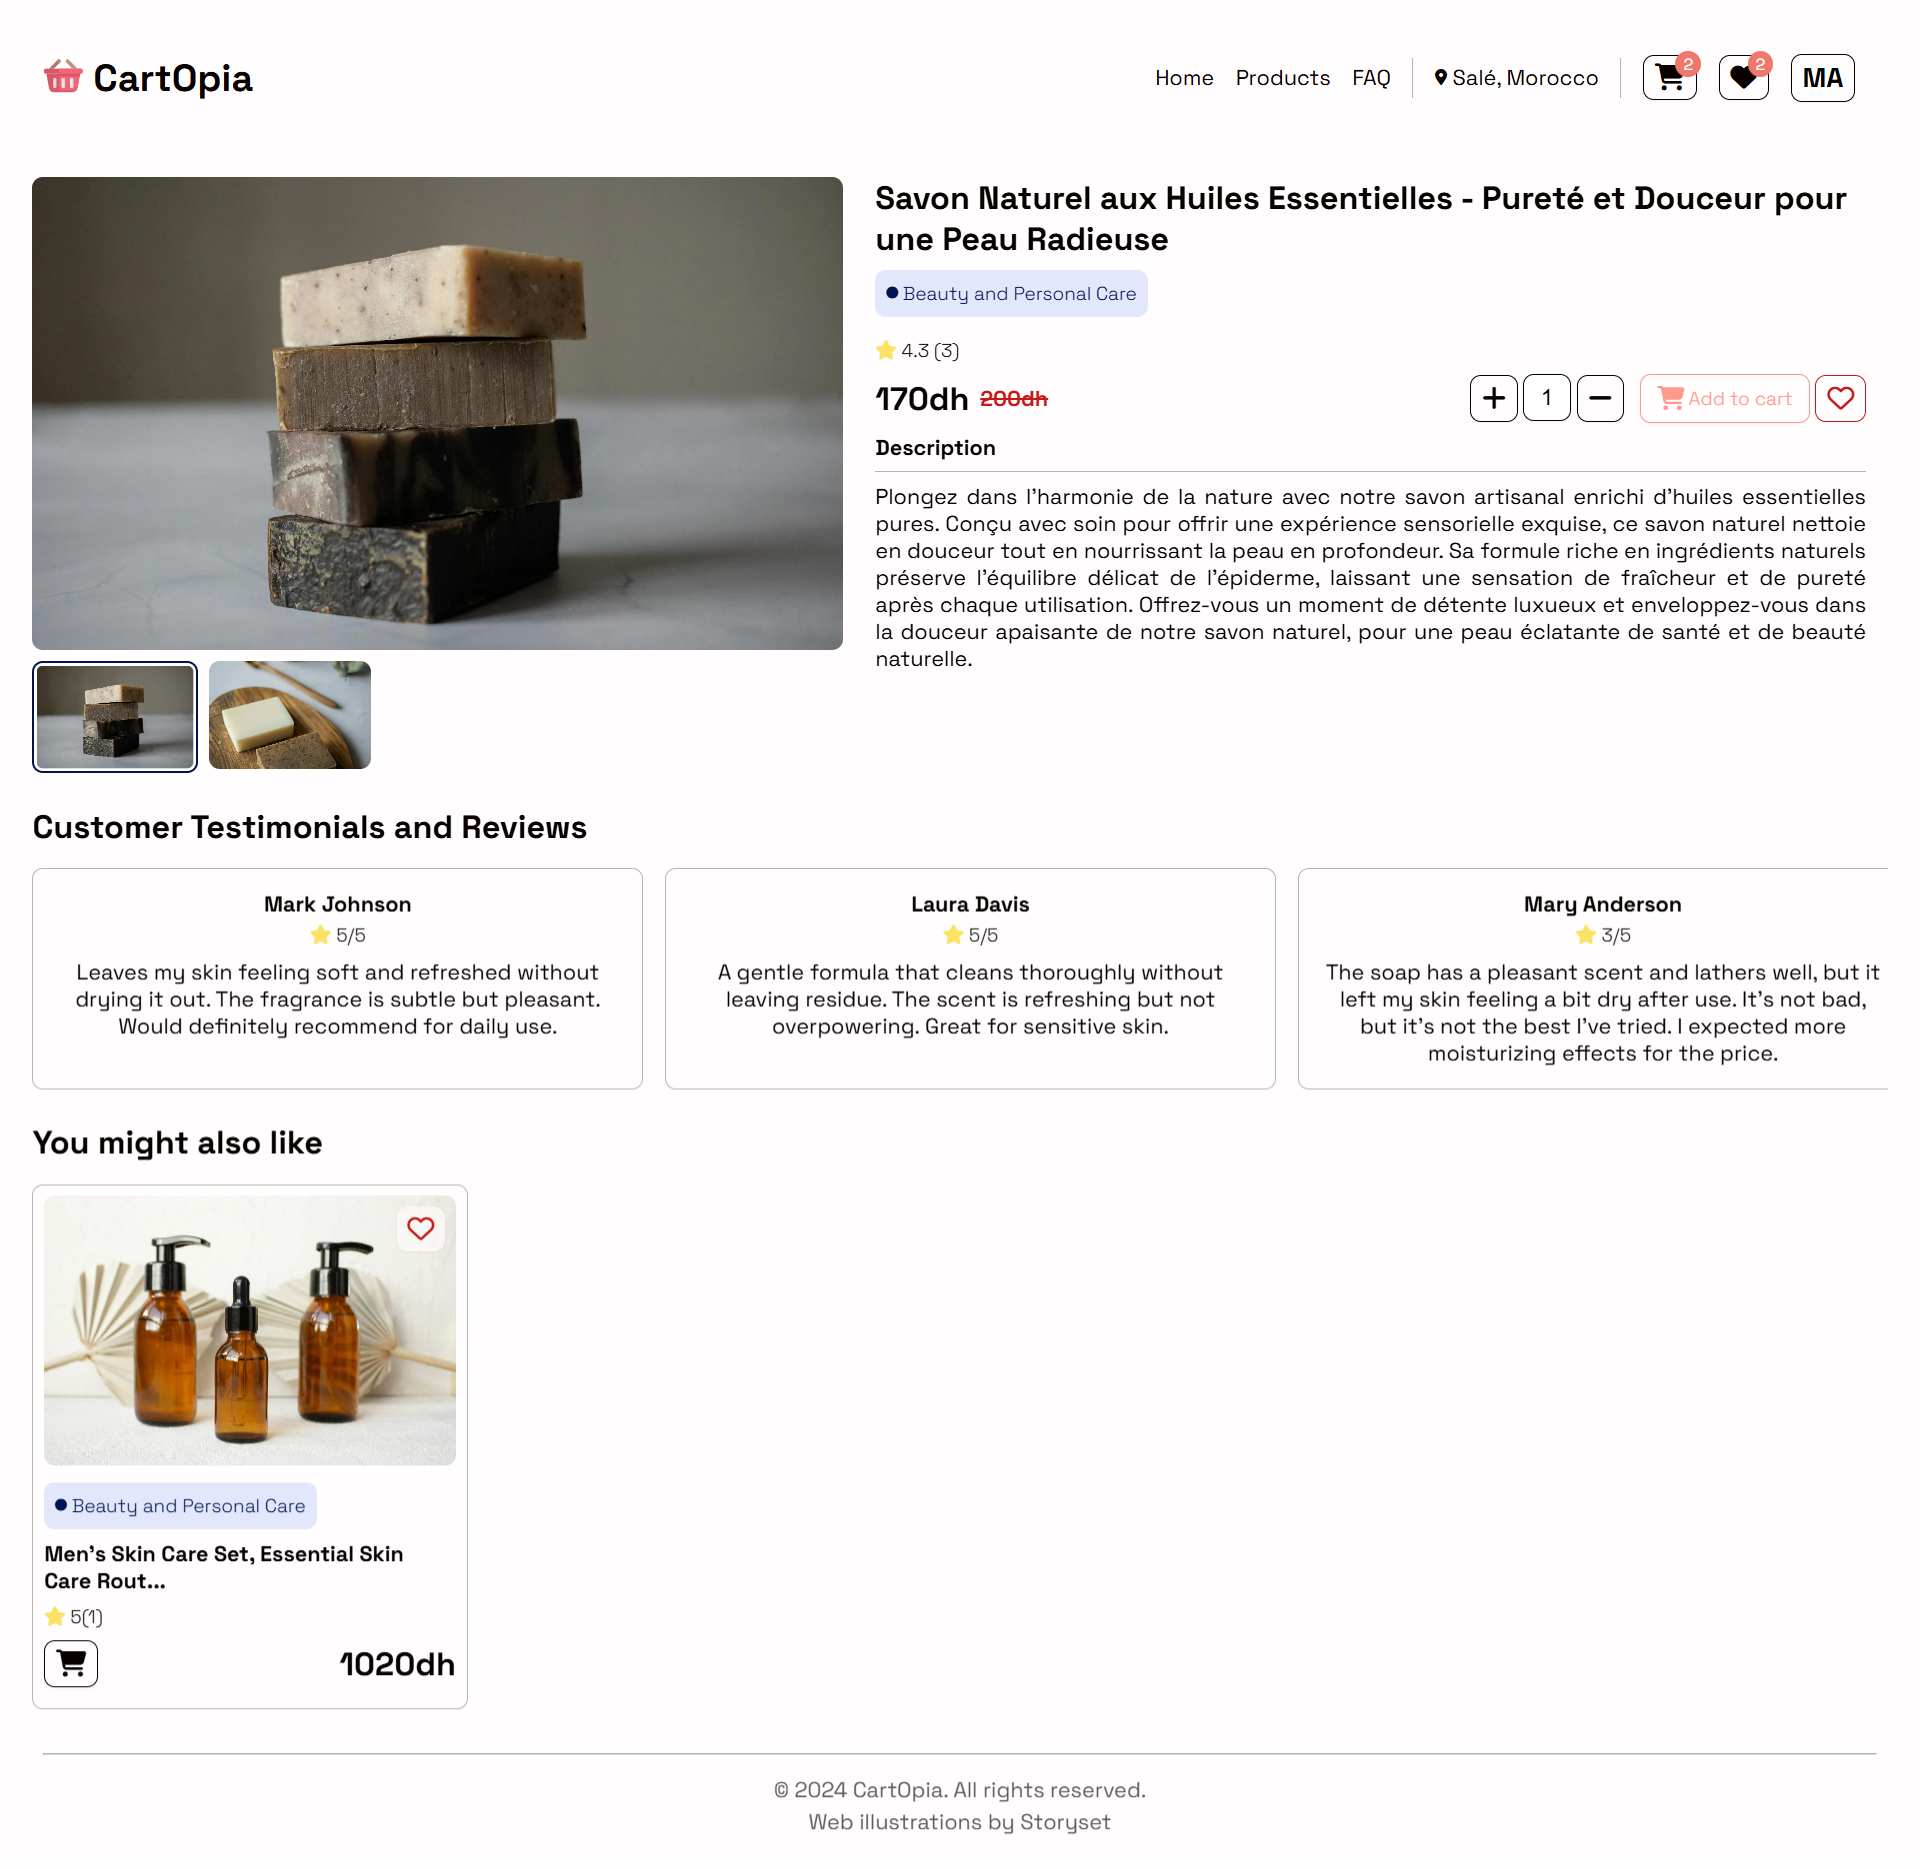 CartOpia
Home
Products
FAQ
Salé, Morocco
2
2
MA
Savon Naturel aux Huiles Essentielles - Pureté et Douceur pour
une Peau Radieuse
Beauty and Personal Care
4.3 (3)
170dh 200dh
1
Add to cart
Description
Plongez dans l'harmonie de la nature avec notre savon artisanal enrichi d'huiles essentielles
pures. Conçu avec soin pour offrir une expérience sensorielle exquise, ce savon naturel nettoie
en douceur tout en nourrissant la peau en profondeur. Sa formule riche en ingrédients naturels
préserve l'équilibre délicat de l'épiderme, laissant une sensation de fraîcheur et de pureté
après chaque utilisation. Offrez-vous un moment de détente luxueux et enveloppez-vous dans
la douceur apaisante de notre savon naturel, pour une peau éclatante de santé et de beauté
naturelle.
Customer Testimonials and Reviews
Mark Johnson
5/5
Leaves my skin feeling soft and refreshed without
drying it out. The fragrance is subtle but pleasant.
Would definitely recommend for daily use.
Laura Davis
5/5
A gentle formula that cleans thoroughly without
leaving residue. The scent is refreshing but not
overpowering. Great for sensitive skin.
Mary Anderson
3/5
The soap has a pleasant scent and lathers well, but it
left my skin feeling a bit dry after use. It's not bad,
but it's not the best I've tried. I expected more
moisturizing effects for the price.
You might also like
Beauty and Personal Care
Men's Skin Care Set, Essential Skin
Care Rout...
5(1)
1020dh
© 2024 CartOpia. All rights reserved.
Web illustrations by Storyset